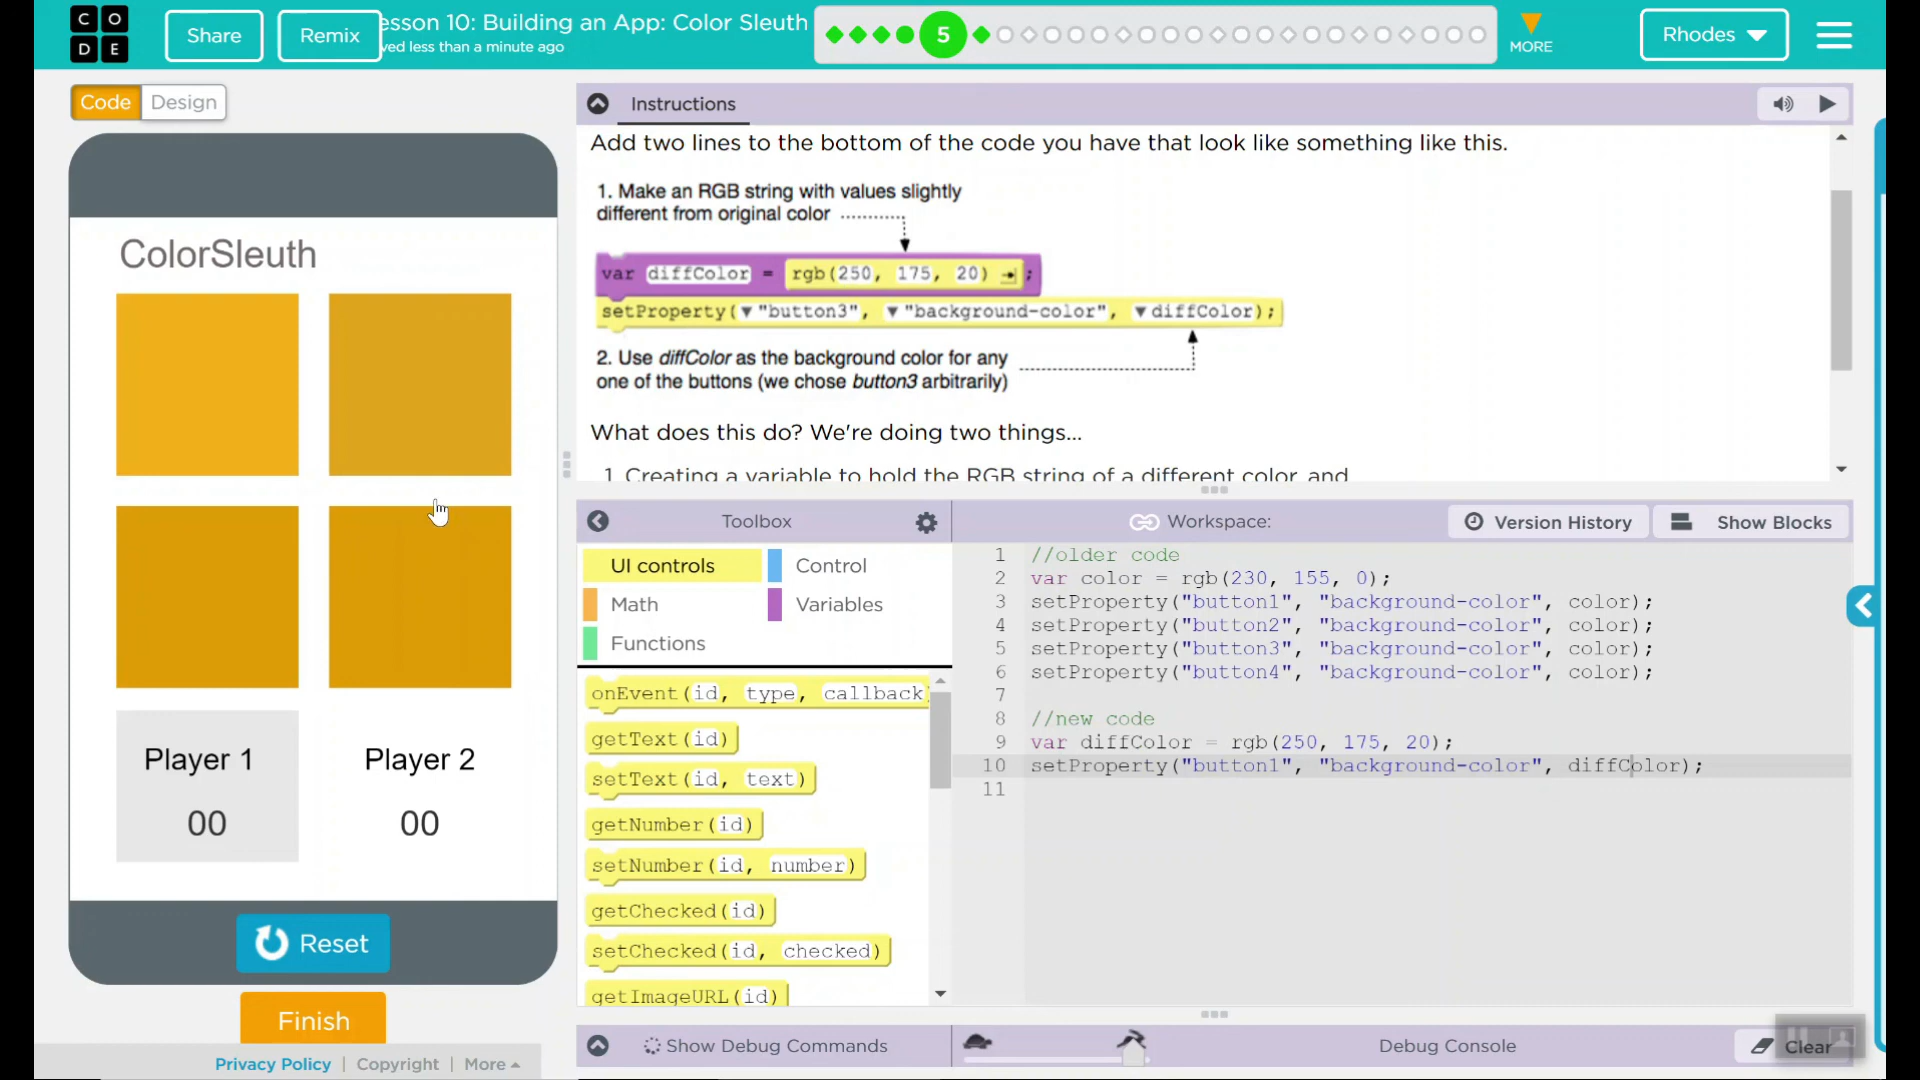 C O
D E
Share
Remix
esson 10: Building an App: Color Sleuth
ved less than a minute ago
5
MORE
Rhodes
Code
Design
Instructions
Add two lines to the bottom of the code you have that look like something like this.
1. Make an RGB string with values slightly
different from original color
var diffColor = rgb(250, 175, 20) ;
setProperty( "button3", "background-color", diffColor);
2. Use diffColor as the background color for any
one of the buttons (we chose button3 arbitrarily)
What does this do? We're doing two things...
1. Creating a variable to hold the RGB string of a different color, and
ColorSleuth
Player 1
00
Player 2
00
Reset
Finish
Privacy Policy | Copyright | More
Toolbox
UI controls
Control
Math
Variables
Functions
onEvent(id, type, callback)
getText(id)
setText(id, text)
getNumber(id)
setNumber(id, number)
getChecked(id)
setChecked(id, checked)
getImageURL(id)
Workspace:
Version History
Show Blocks
1 //older code
2 var color = rgb(230, 155, 0);
3 setProperty("button1", "background-color", color);
4 setProperty("button2", "background-color", color);
5 setProperty("button3", "background-color", color);
6 setProperty("button4", "background-color", color);
7
8 //new code
9 var diffColor = rgb(250, 175, 20);
10 setProperty("button1", "background-color", diffColor);
11
Show Debug Commands
Debug Console
Clear